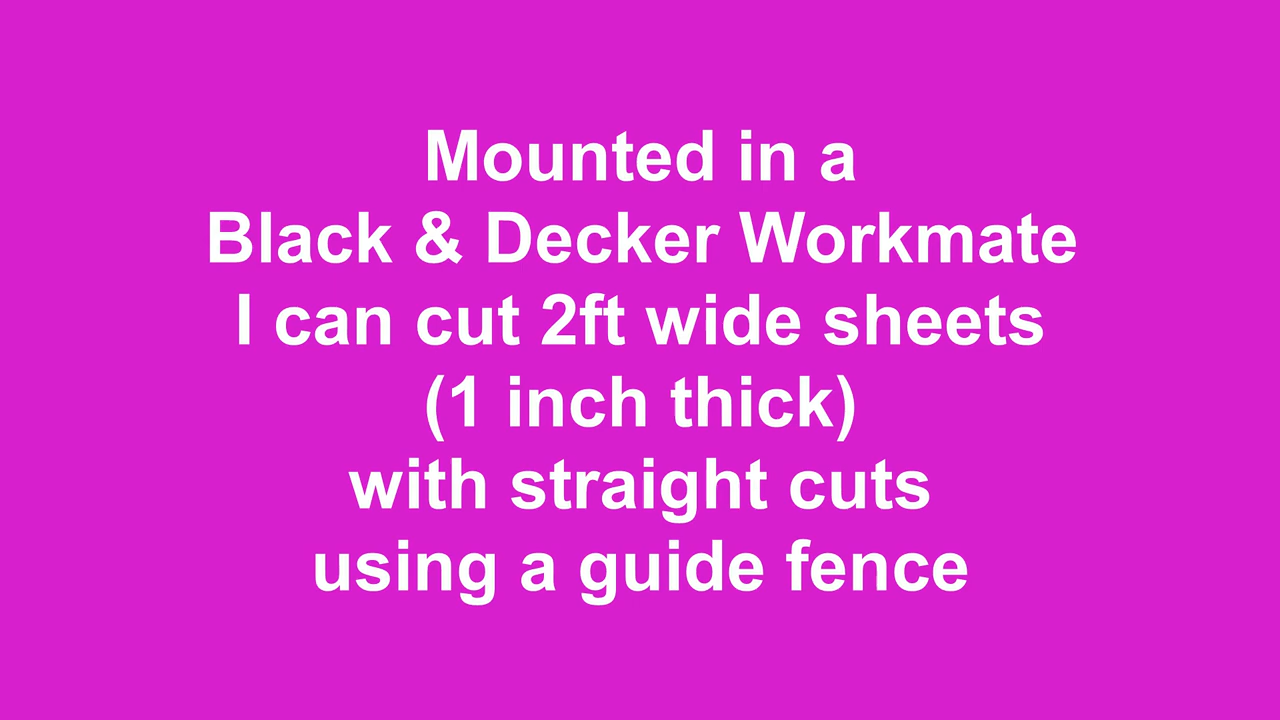 Mounted in a
Black & Decker Workmate
I can cut 2ft wide sheets
(1 inch thick)
with straight cuts
using a guide fence